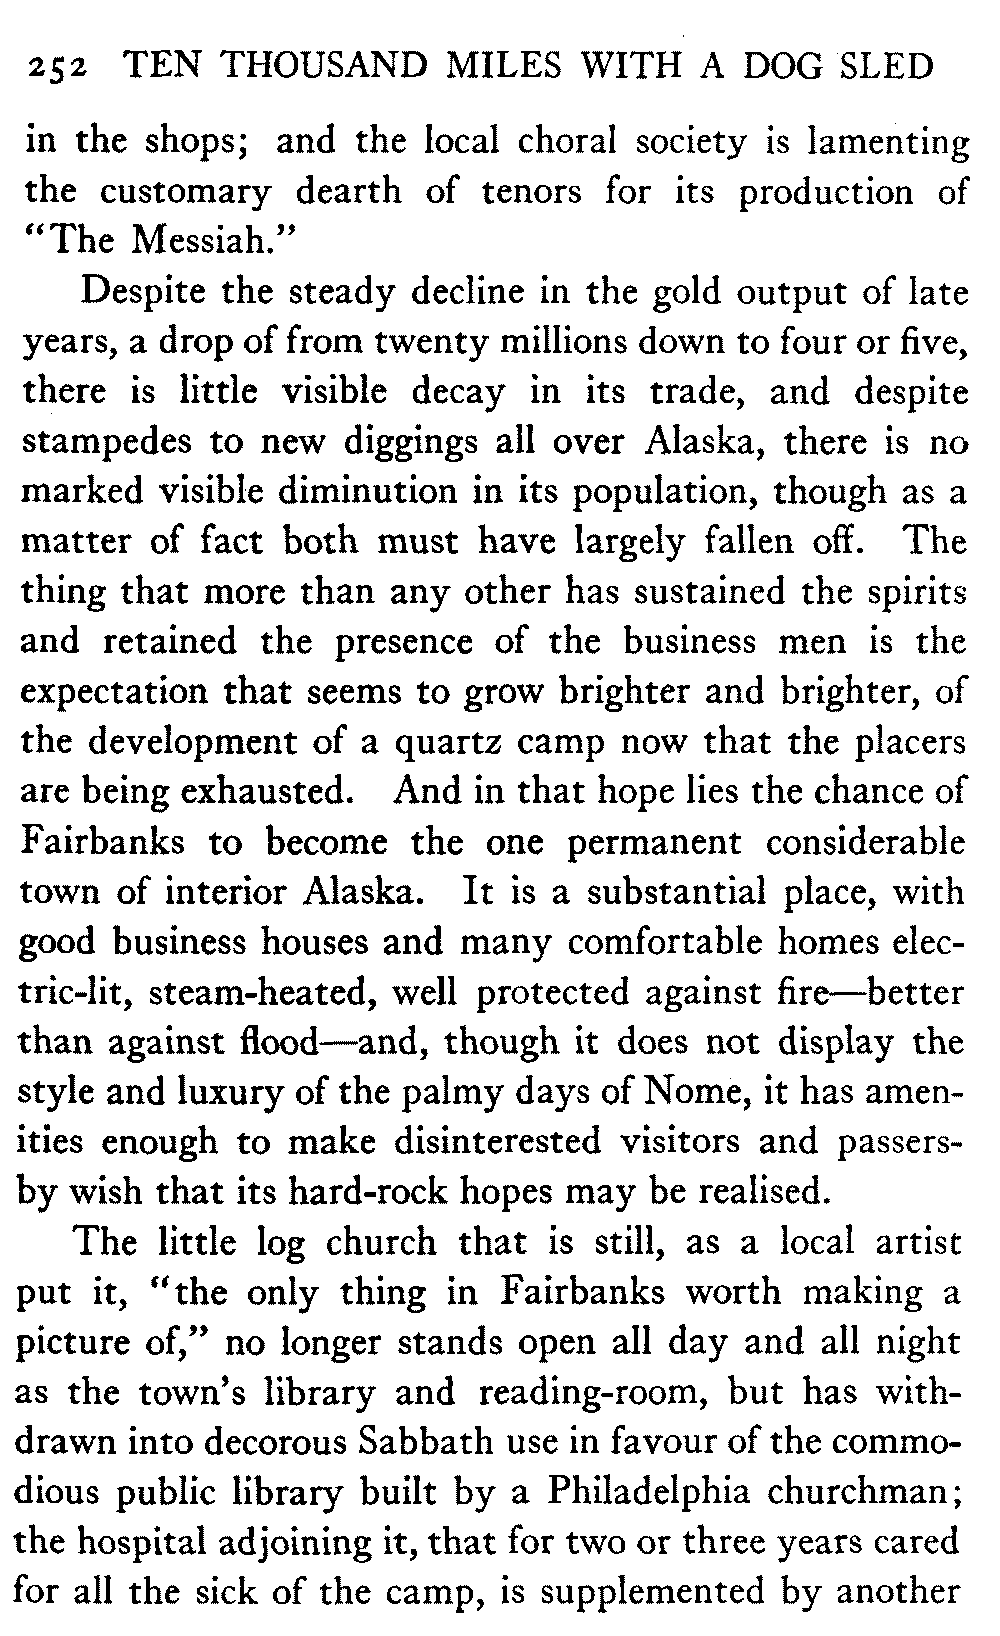 252 TEN THOUSAND MILES WITH A DOG SLED
in the shops; and the local choral society is lamenting
the customary dearth of tenors for its production of
"The Messiah."
Despite the steady decline in the gold output of late
years, a drop of from twenty millions down to four or five,
there is little visible decay in its trade, and despite
stampedes to new diggings all over Alaska, there is no
marked visible diminution in its population, though as a
matter of fact both must have largely fallen off. The
thing that more than any other has sustained the spirits
and retained the presence of the business men is the
expectation that seems to grow brighter and brighter, of
the development of a quartz camp now that the placers
are being exhausted. And in that hope lies the chance of
Fairbanks to become the one permanent considerable
town of interior Alaska. It is a substantial place, with
good business houses and many comfortable homes elec-
tric-lit, steam-heated, well protected against fire—better
than against flood—and, though it does not display the
style and luxury of the palmy days of Nome, it has amen-
ities enough to make disinterested visitors and passers-
by wish that its hard-rock hopes may be realised.
The little log church that is still, as a local artist
put it, "the only thing in Fairbanks worth making a
picture of," no longer stands open all day and all night
as the town's library and reading-room, but has with-
drawn into decorous Sabbath use in favour of the commo-
dious public library built by a Philadelphia churchman;
the hospital adjoining it, that for two or three years cared
for all the sick of the camp, is supplemented by another